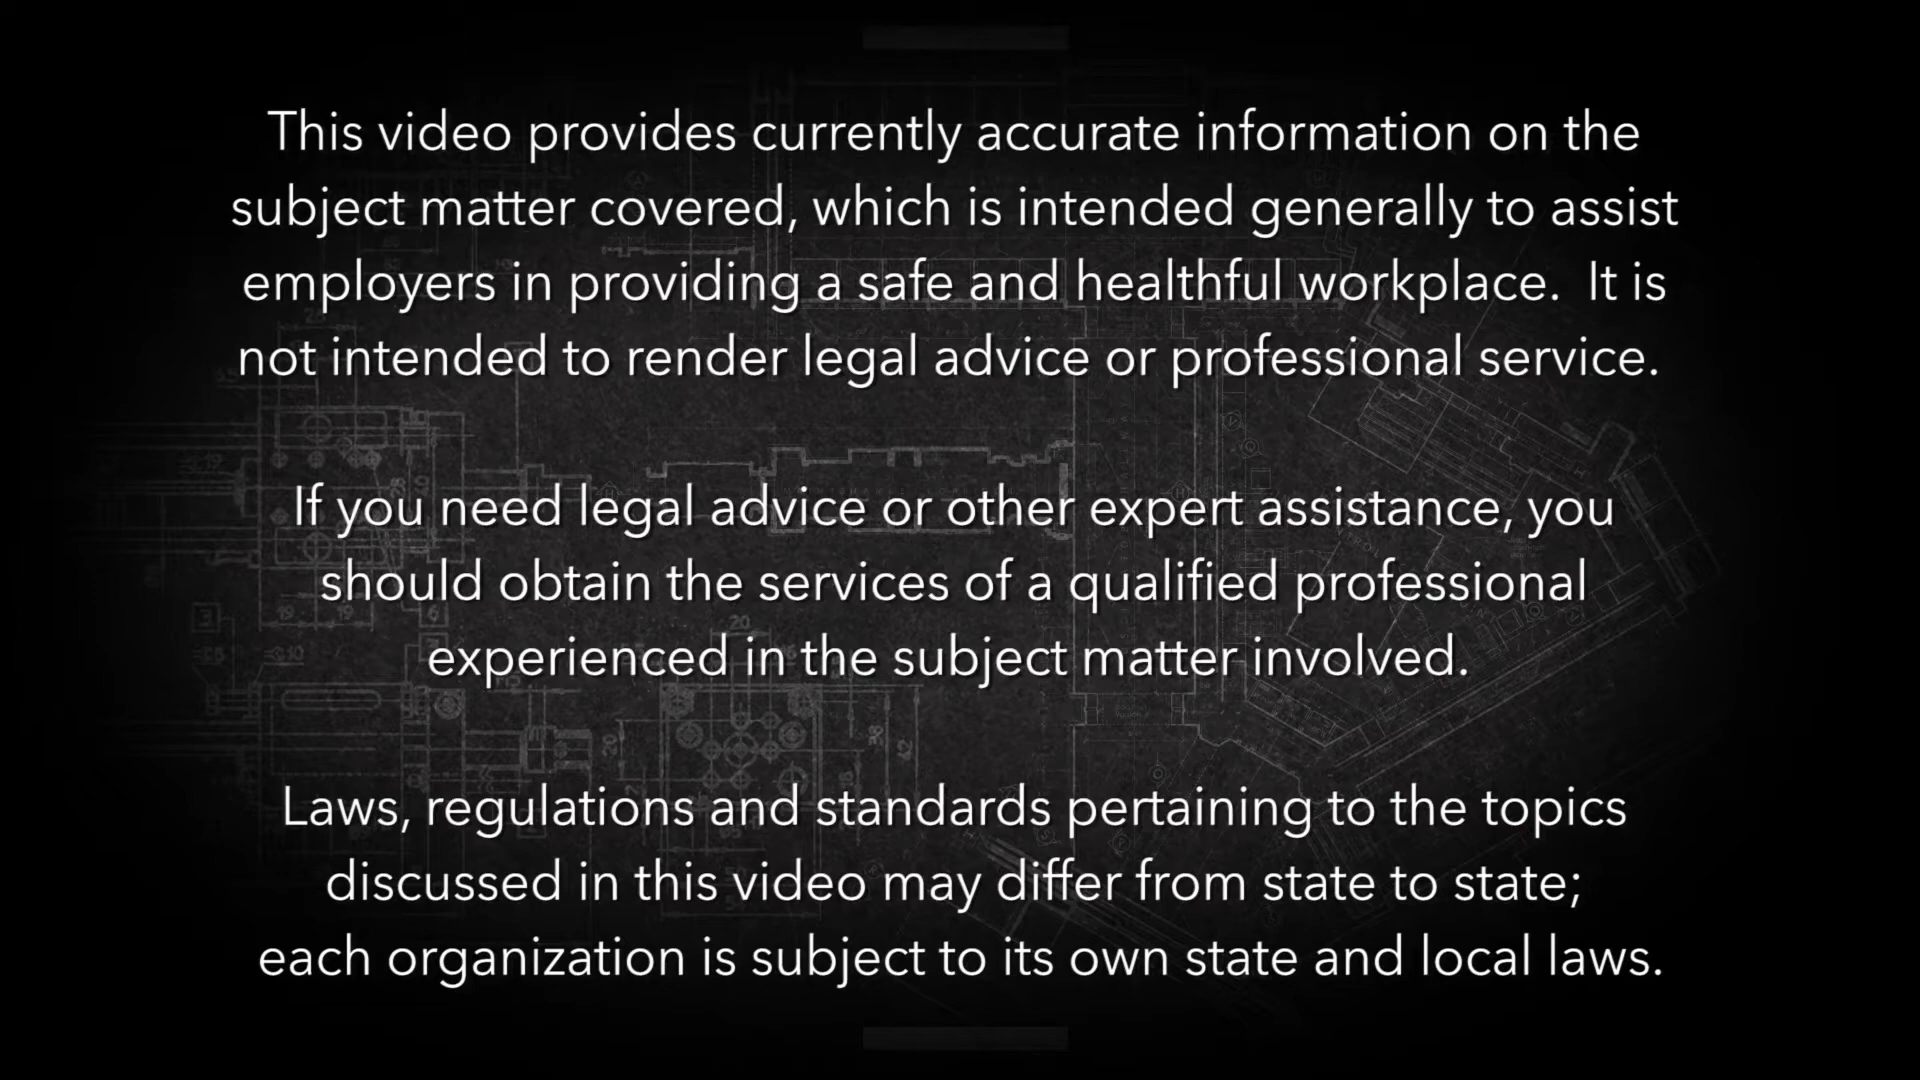 This video provides currently accurate information on the
subject matter covered, which is intended generally to assist
employers in providing a safe and healthful workplace.  It is
not intended to render legal advice or professional service.
If you need legal advice or other expert assistance, you
should obtain the services of a qualified professional
experienced in the subject matter involved.
Laws, regulations and standards pertaining to the topics
discussed in this video may differ from state to state;
each organization is subject to its own state and local laws.